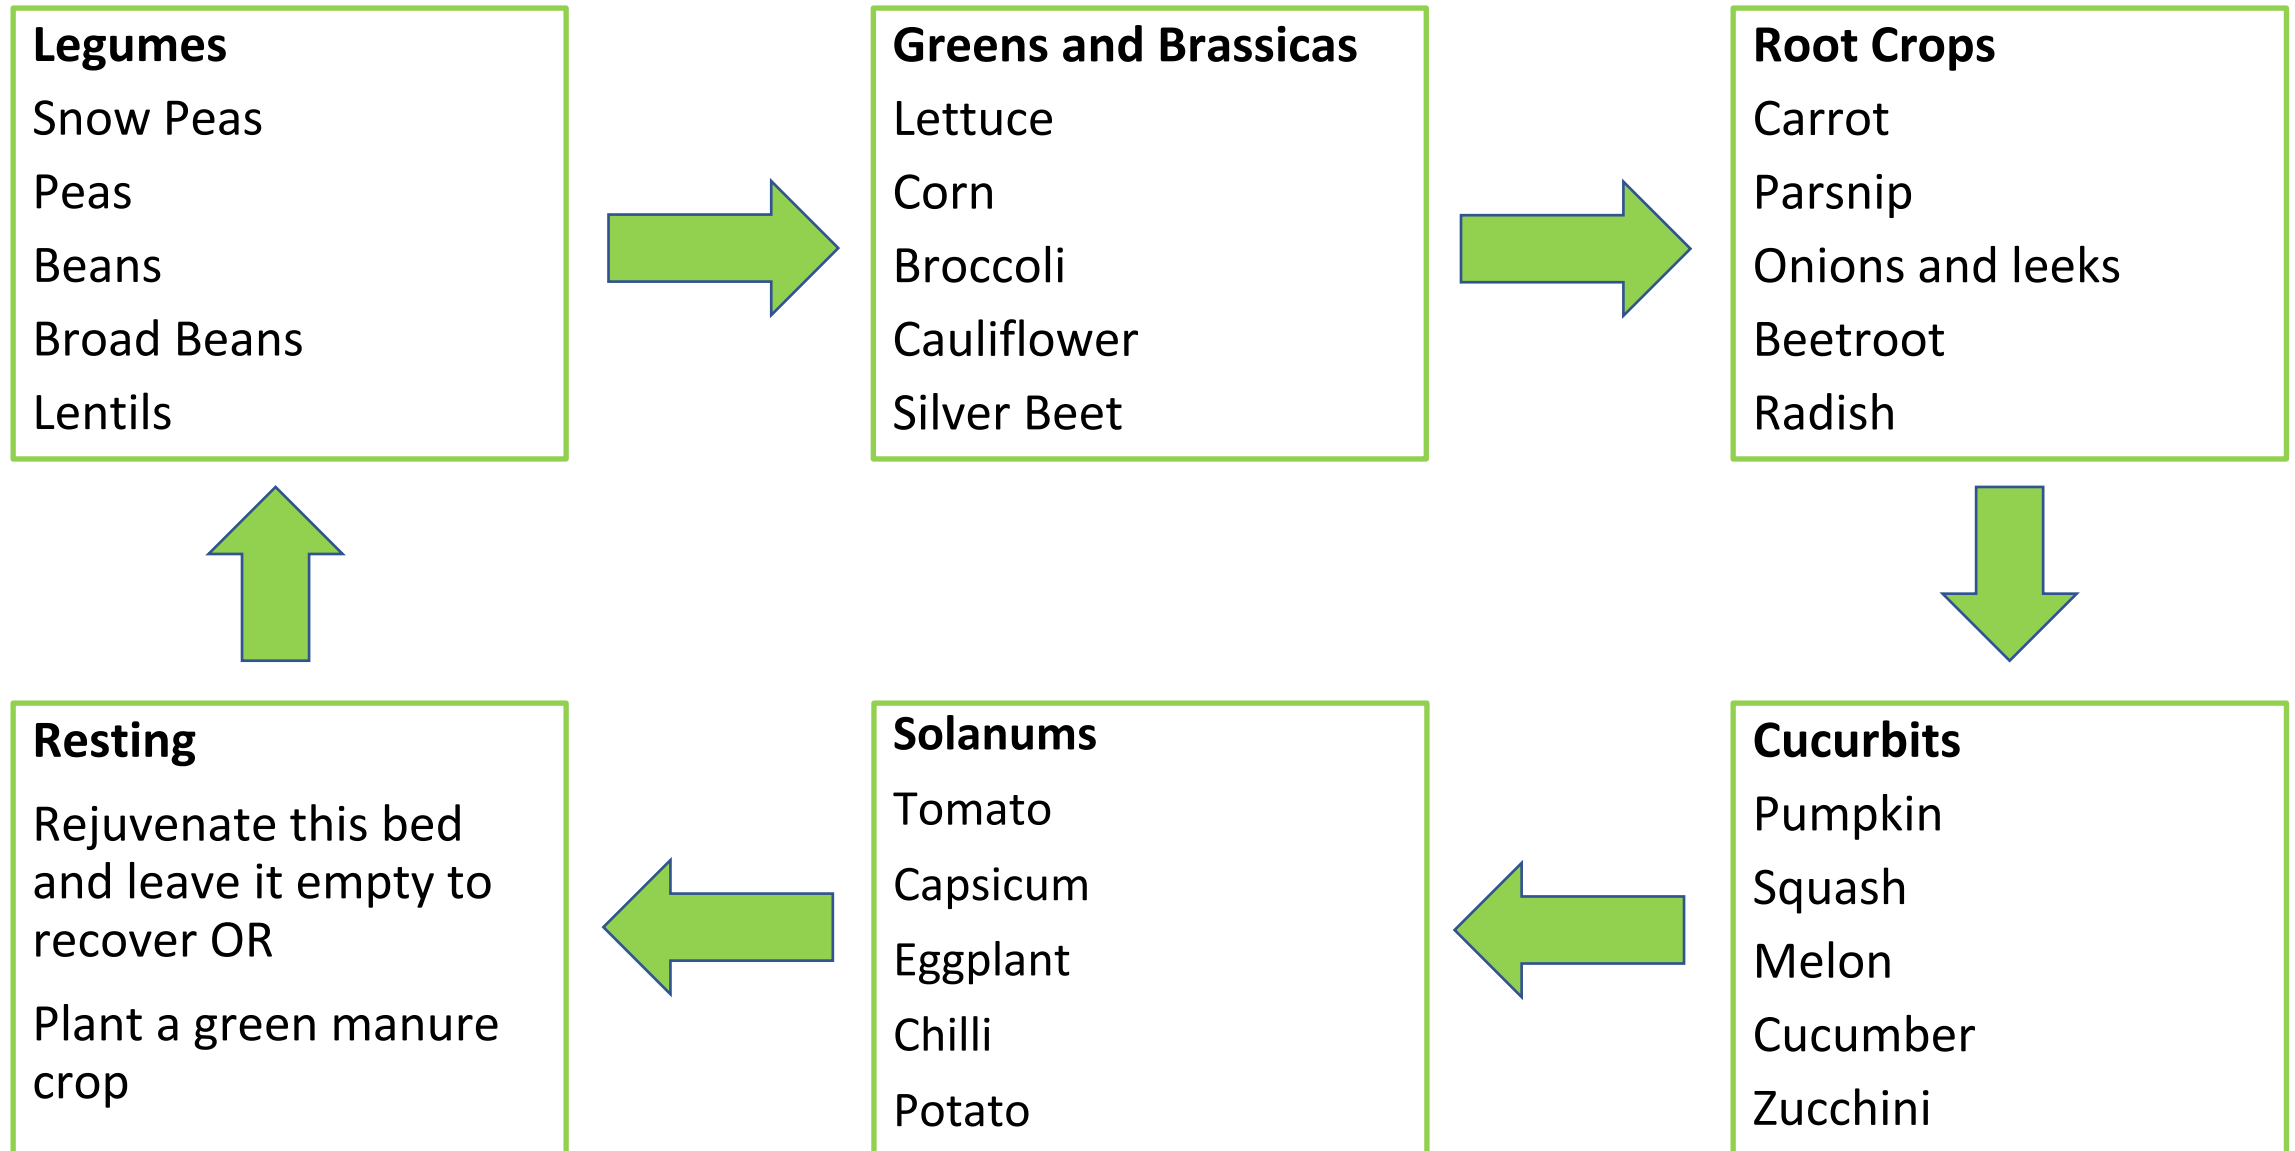 Legumes
Snow Peas
Peas
Beans
Broad Beans
Lentils
Greens and Brassicas
Lettuce
Corn
Broccoli
Cauliflower
Silver Beet
Root Crops
Carrot
Parsnip
Onions and leeks
Beetroot
Radish
Resting
Rejuvenate this bed
and leave it empty to
recover OR
Plant a green manure
crop
Solanums
Tomato
Capsicum
Eggplant
Chilli
Potato
Cucurbits
Pumpkin
Squash
Melon
Cucumber
Zucchini